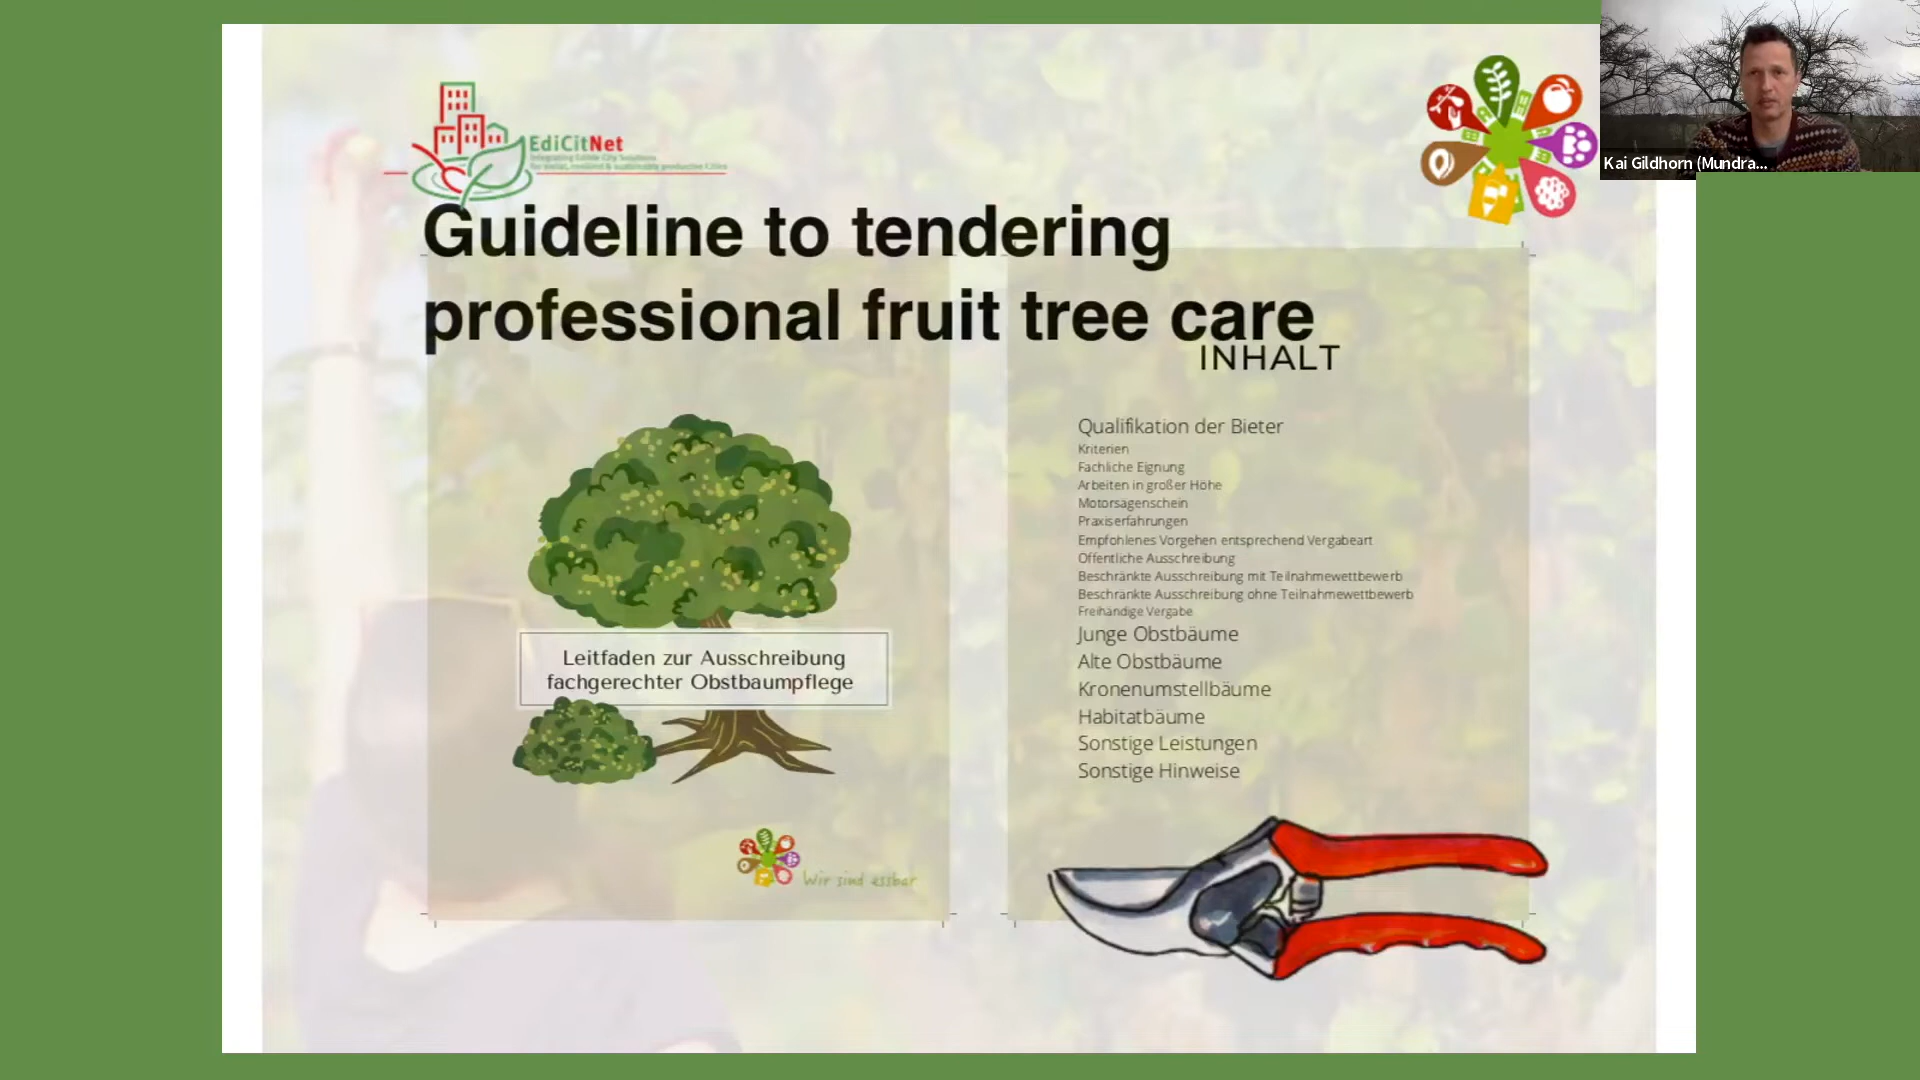 EdiCitNet
Integrating Edible City Solutions
for social, resilient & sustainably productive Cities
Kai Gildhorn (Mundra...
Guideline to tendering
professional fruit tree care
INHALT
Qualifikation der Bieter
Kriterien
Fachliche Eignung
Arbeiten in großer Höhe
Motorsägenschein
Praxiserfahrungen
Empfohlenes Vorgehen entsprechend Vergabeart
Öffentliche Ausschreibung
Beschränkte Ausschreibung mit Teilnahmewettbewerb
Beschränkte Ausschreibung ohne Teilnahmewettbewerb
Freihändige Vergabe
Junge Obstbäume
Alte Obstbäume
Kronenumstellbäume
Habitatbäume
Sonstige Leistungen
Sonstige Hinweise
Leitfaden zur Ausschreibung
fachgerechter Obstbaumpflege
Wir sind essbar